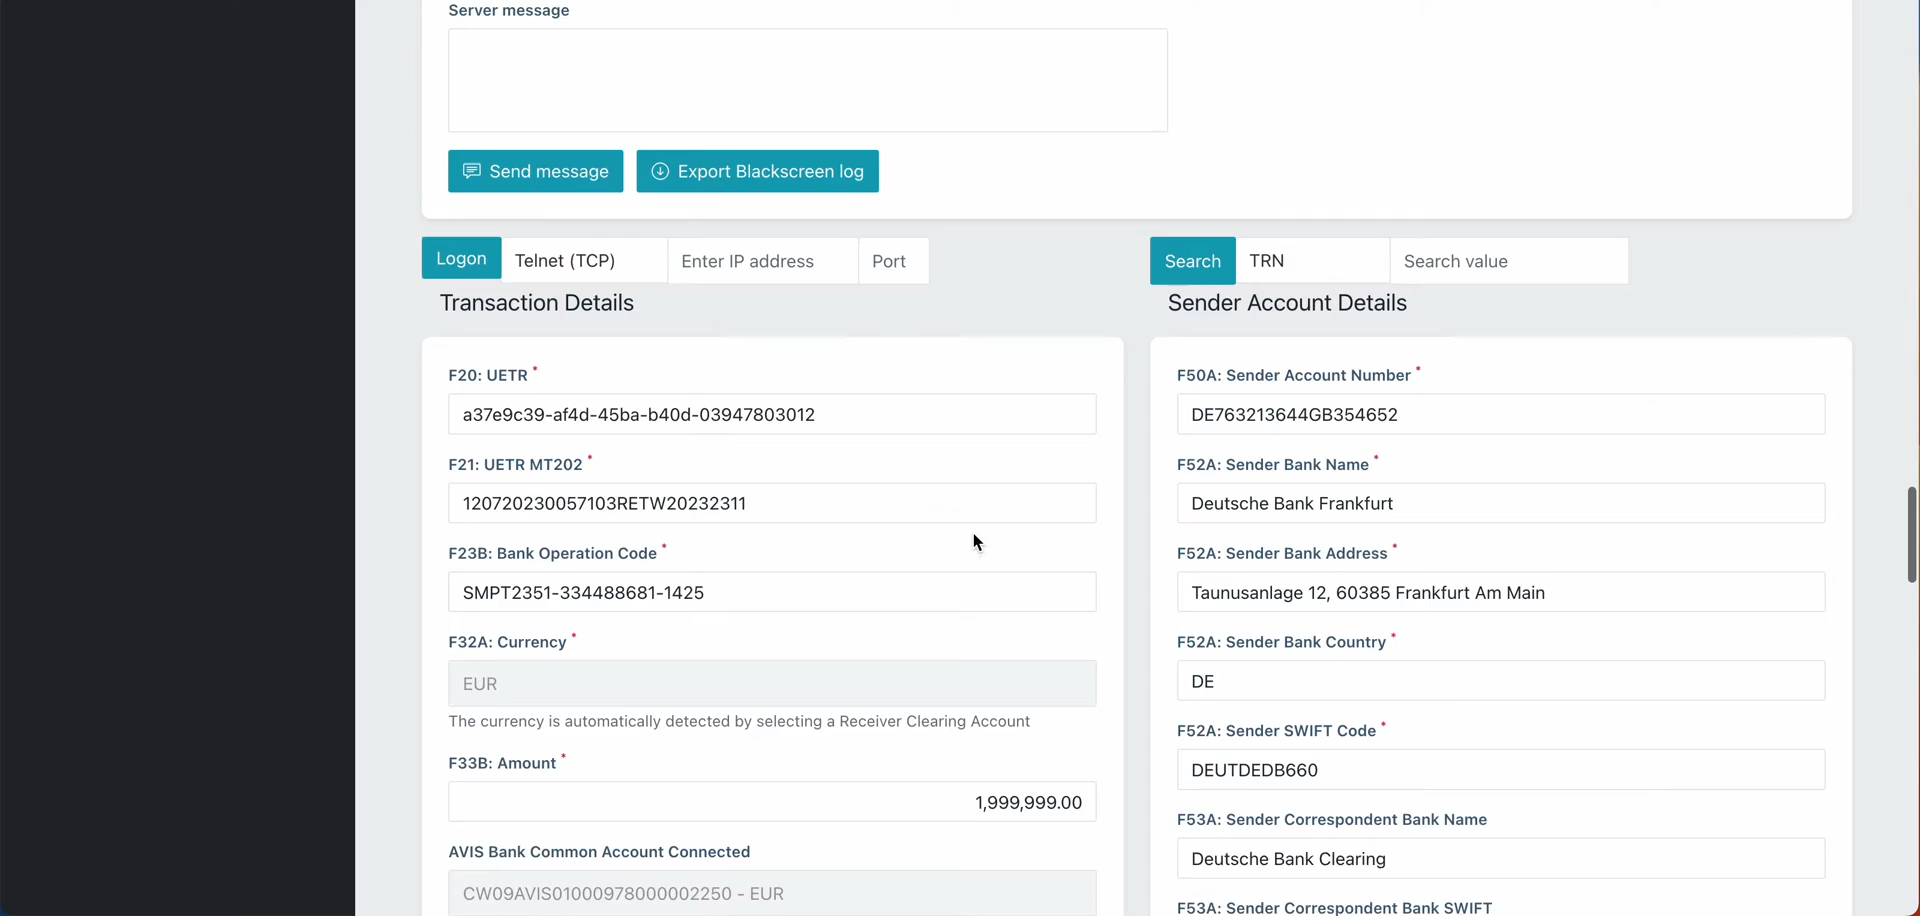 Server message
Send message
Export Blackscreen log
Logon
Telnet (TCP)
Enter IP address
Port
Search
TRN
Search value
Transaction Details
F20: UETR *
a37e9c39-af4d-45ba-b40d-03947803012
F21: UETR MT202 *
120720230057103RETW20232311
F23B: Bank Operation Code *
SMPT2351-334488681-1425
F32A: Currency *
EUR
The currency is automatically detected by selecting a Receiver Clearing Account
F33B: Amount *
1,999,999.00
AVIS Bank Common Account Connected
CW09AVIS01000978000002250 - EUR
Sender Account Details
F50A: Sender Account Number *
DE763213644GB354652
F52A: Sender Bank Name *
Deutsche Bank Frankfurt
F52A: Sender Bank Address *
Taunusanlage 12, 60385 Frankfurt Am Main
F52A: Sender Bank Country *
DE
F52A: Sender SWIFT Code *
DEUTDEDB660
F53A: Sender Correspondent Bank Name
Deutsche Bank Clearing
F53A: Sender Correspondent Bank SWIFT